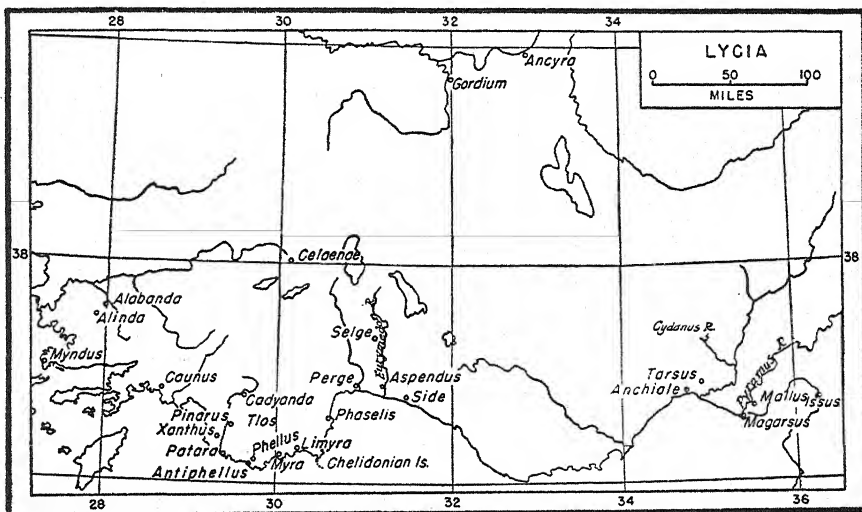 28
30
32
34
36
LYCIA
0 50 100
MILES
Ancyra
Gordium
38
38
Celaenae
Alabanda
Alinda
Cydanus R.
Selge
Eurymedon
Myndus
Caunus
Perge
Aspendus
Tarsus
Pyramus R.
Cadyanda
Side
Anchiale
Mallus
Issus
Pinarus
Tlos
Phaselis
Magarsus
Xanthus
Phellus
Limyra
Patara
Myra
Chelidonian Is.
Antiphellus
28
30
32
34
36